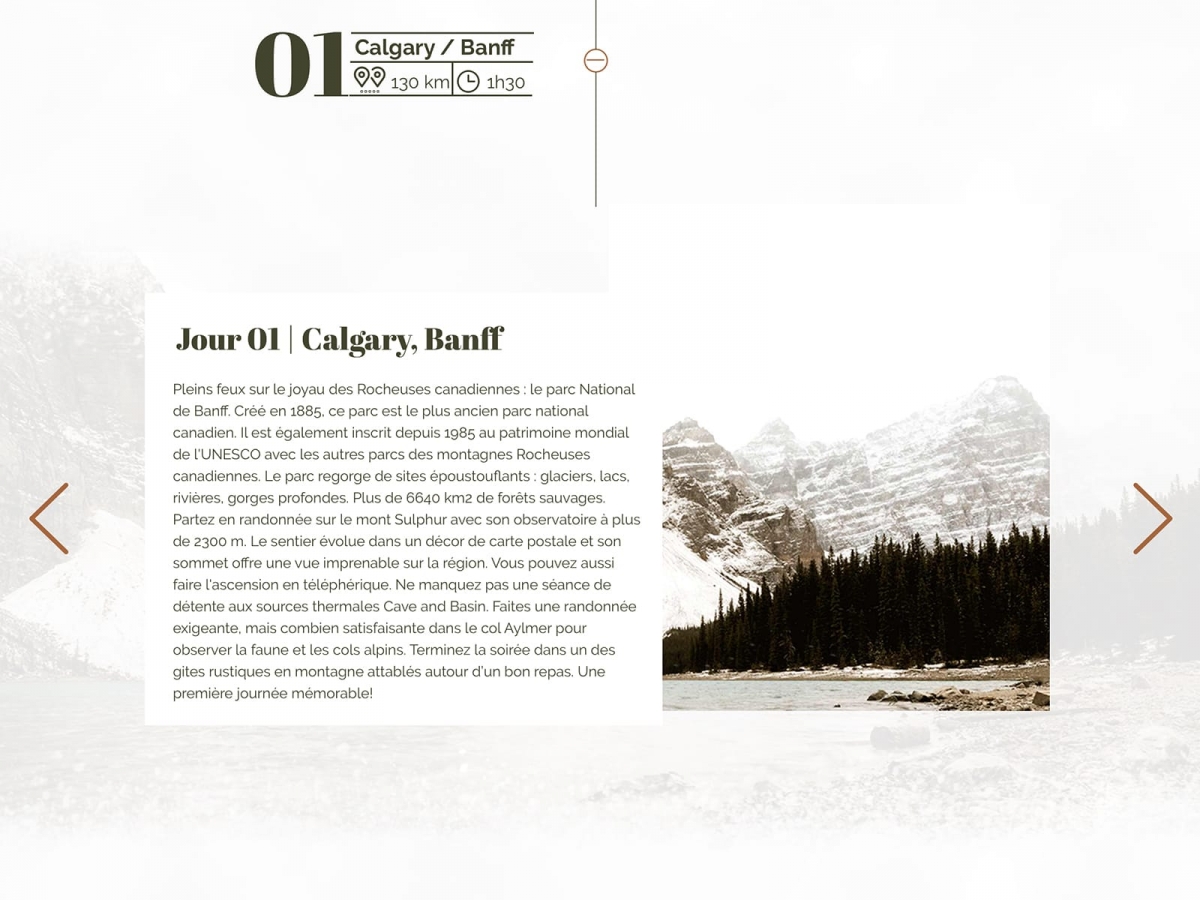 01
Calgary / Banff
130 km
1h30
Jour 01 | Calgary, Banff
Pleins feux sur le joyau des Rocheuses canadiennes : le parc National
de Banff. Créé en 1885, ce parc est le plus ancien parc national
canadien. Il est également inscrit depuis 1985 au patrimoine mondial
de l'UNESCO avec les autres parcs des montagnes Rocheuses
canadiennes. Le parc regorge de sites époustouflants : glaciers, lacs,
rivières, gorges profondes. Plus de 6640 km2 de forêts sauvages.
Partez en randonnée sur le mont Sulphur avec son observatoire à plus
de 2300 m. Le sentier évolue dans un décor de carte postale et son
sommet offre une vue imprenable sur la région. Vous pouvez aussi
faire l'ascension en téléphérique. Ne manquez pas une séance de
détente aux sources thermales Cave and Basin. Faites une randonnée
exigeante, mais combien satisfaisante dans le col Aylmer pour
observer la faune et les cols alpins. Terminez la soirée dans un des
gites rustiques en montagne attablés autour d'un bon repas. Une
première journée mémorable!